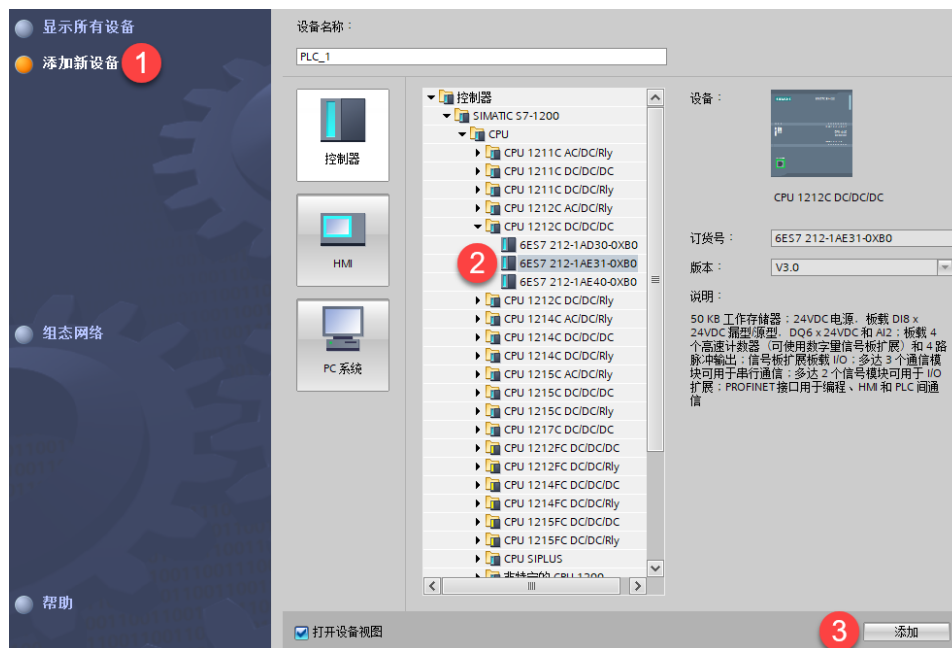 显示所有设备
添加新设备
1
组态网络
帮助
设备名称：
PLC_1
控制器
HMI
PC 系统
控制器
SIMATIC S7-1200
CPU
CPU 1211C AC/DC/Rly
CPU 1211C DC/DC/DC
CPU 1211C DC/DC/Rly
CPU 1212C AC/DC/Rly
CPU 1212C DC/DC/DC
6ES7 212-1AD30-0XB0
2
6ES7 212-1AE31-0XB0
6ES7 212-1AE40-0XB0
CPU 1212C DC/DC/Rly
CPU 1214C AC/DC/Rly
CPU 1214C DC/DC/DC
CPU 1214C DC/DC/Rly
CPU 1215C AC/DC/Rly
CPU 1215C DC/DC/DC
CPU 1215C DC/DC/Rly
CPU 1217C DC/DC/DC
CPU 1212FC DC/DC/DC
CPU 1212FC DC/DC/Rly
CPU 1214FC DC/DC/DC
CPU 1214FC DC/DC/Rly
CPU 1215FC DC/DC/DC
CPU 1215FC DC/DC/Rly
CPU SIPLUS
非特定的 CPU 1200
设备：
CPU 1212C DC/DC/DC
订货号：
6ES7 212-1AE31-0XB0
版本：
V3.0
说明：
50 KB 工作存储器；24VDC 电源，板载 DI8 x
24VDC 漏型/源型，DQ6 x 24VDC 和 AI2；板载 4
个高速计数器（可使用数字量信号板扩展）和 4 路
脉冲输出；信号板扩展板载 I/O；多达 3 个通信模
块可用于串行通信；多达 2 个信号模块可用于 I/O
扩展；PROFINET 接口用于编程、HMI 和 PLC 间通
信
打开设备视图
3
添加